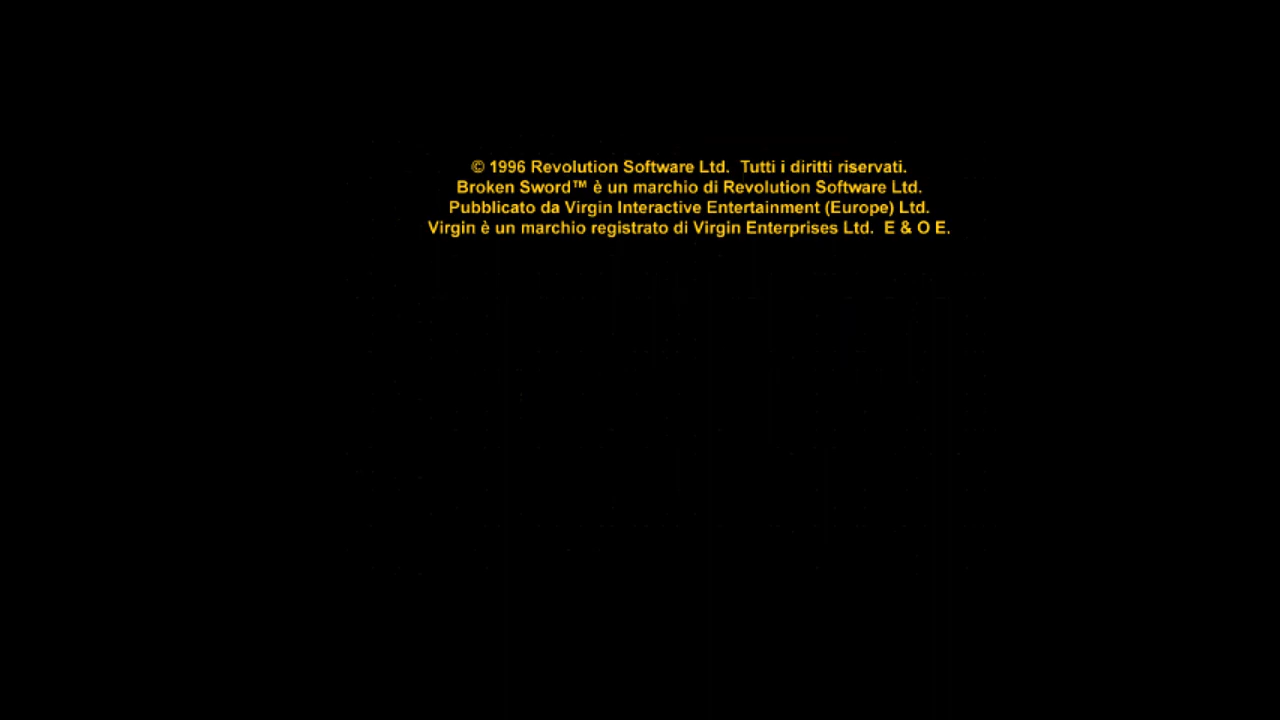 © 1996 Revolution Software Ltd.  Tutti i diritti riservati.
Broken Sword™ è un marchio di Revolution Software Ltd.
Pubblicato da Virgin Interactive Entertainment (Europe) Ltd.
Virgin è un marchio registrato di Virgin Enterprises Ltd.  E & O E.